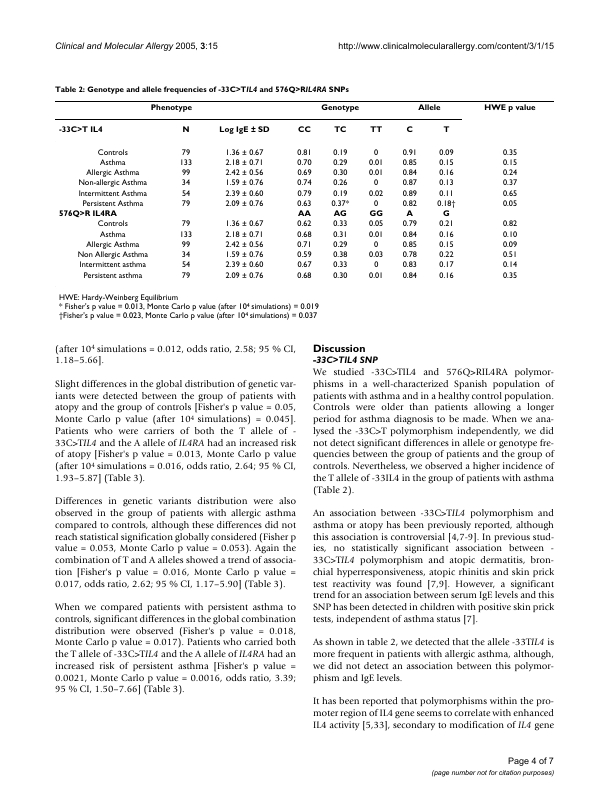 Clinical and Molecular Allergy 2005, 3:15 http://www.clinicalmolecularallergy.com/content/3/1/15
Table 2: Genotype and allele frequencies of -33C>TIL4 and 576Q>RIL4RA SNPs
Phenotype Genotype Allele HWE p value
-33C>T IL4 N Log IgE ± SD CC TC TT C T
Controls 79 1.36 ± 0.67 0.81 0.19 0 0.91 0.09 0.35
Asthma 133 2.18 ± 0.71 0.70 0.29 0.01 0.85 0.15 0.15
Allergic Asthma 99 2.42 ± 0.56 0.69 0.30 0.01 0.84 0.16 0.24
Non-allergic Asthma 34 1.59 ± 0.76 0.74 0.26 0 0.87 0.13 0.37
Intermittent Asthma 54 2.39 ± 0.60 0.79 0.19 0.02 0.89 0.11 0.65
Persistent Asthma 79 2.09 ± 0.76 0.63 0.37* 0 0.82 0.18† 0.05
576Q>R IL4RA AA AG GG A G
Controls 79 1.36 ± 0.67 0.62 0.33 0.05 0.79 0.21 0.82
Asthma 133 2.18 ± 0.71 0.68 0.31 0.01 0.84 0.16 0.10
Allergic Asthma 99 2.42 ± 0.56 0.71 0.29 0 0.85 0.15 0.09
Non Allergic Asthma 34 1.59 ± 0.76 0.59 0.38 0.03 0.78 0.22 0.51
Intermittent asthma 54 2.39 ± 0.60 0.67 0.33 0 0.83 0.17 0.14
Persistent asthma 79 2.09 ± 0.76 0.68 0.30 0.01 0.84 0.16 0.35
HWE: Hardy-Weinberg Equilibrium
* Fisher's p value = 0.013, Monte Carlo p value (after 10⁴ simulations) = 0.019
†Fisher's p value = 0.023, Monte Carlo p value (after 10⁴ simulations) = 0.037
(after 10⁴ simulations = 0.012, odds ratio, 2.58; 95 % CI,
1.18–5.66].
Slight differences in the global distribution of genetic var-
iants were detected between the group of patients with
atopy and the group of controls [Fisher's p value = 0.05,
Monte Carlo p value (after 10⁴ simulations) = 0.045].
Patients who were carriers of both the T allele of -
33C>TIL4 and the A allele of IL4RA had an increased risk
of atopy [Fisher's p value = 0.013, Monte Carlo p value
(after 10⁴ simulations = 0.016, odds ratio, 2.64; 95 % CI,
1.93–5.87] (Table 3).
Differences in genetic variants distribution were also
observed in the group of patients with allergic asthma
compared to controls, although these differences did not
reach statistical signification globally considered (Fisher p
value = 0.053, Monte Carlo p value = 0.053). Again the
combination of T and A alleles showed a trend of associa-
tion [Fisher's p value = 0.016, Monte Carlo p value =
0.017, odds ratio, 2.62; 95 % CI, 1.17–5.90] (Table 3).
When we compared patients with persistent asthma to
controls, significant differences in the global combination
distribution were observed (Fisher's p value = 0.018,
Monte Carlo p value = 0.017). Patients who carried both
the T allele of -33C>TIL4 and the A allele of IL4RA had an
increased risk of persistent asthma [Fisher's p value =
0.0021, Monte Carlo p value = 0.0016, odds ratio, 3.39;
95 % CI, 1.50–7.66] (Table 3).
Discussion
-33C>TIL4 SNP
We studied -33C>TIL4 and 576Q>RIL4RA polymor-
phisms in a well-characterized Spanish population of
patients with asthma and in a healthy control population.
Controls were older than patients allowing a longer
period for asthma diagnosis to be made. When we ana-
lysed the -33C>T polymorphism independently, we did
not detect significant differences in allele or genotype fre-
quencies between the group of patients and the group of
controls. Nevertheless, we observed a higher incidence of
the T allele of -33IL4 in the group of patients with asthma
(Table 2).
An association between -33C>TIL4 polymorphism and
asthma or atopy has been previously reported, although
this association is controversial [4,7-9]. In previous stud-
ies, no statistically significant association between -
33C>TIL4 polymorphism and atopic dermatitis, bron-
chial hyperresponsiveness, atopic rhinitis and skin prick
test reactivity was found [7,9]. However, a significant
trend for an association between serum IgE levels and this
SNP has been detected in children with positive skin prick
tests, independent of asthma status [7].
As shown in table 2, we detected that the allele -33TIL4 is
more frequent in patients with allergic asthma, although,
we did not detect an association between this polymor-
phism and IgE levels.
It has been reported that polymorphisms within the pro-
moter region of IL4 gene seems to correlate with enhanced
IL4 activity [5,33], secondary to modification of IL4 gene
Page 4 of 7
(page number not for citation purposes)